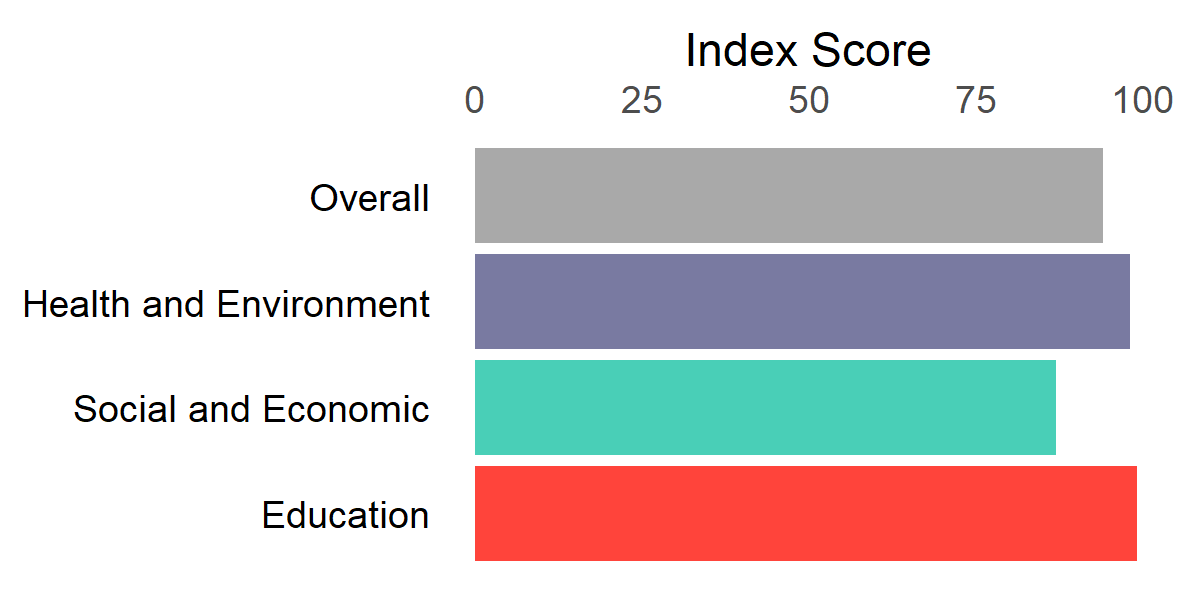 Index Score
0 25 50 75 100
Overall
Health and Environment
Social and Economic
Education